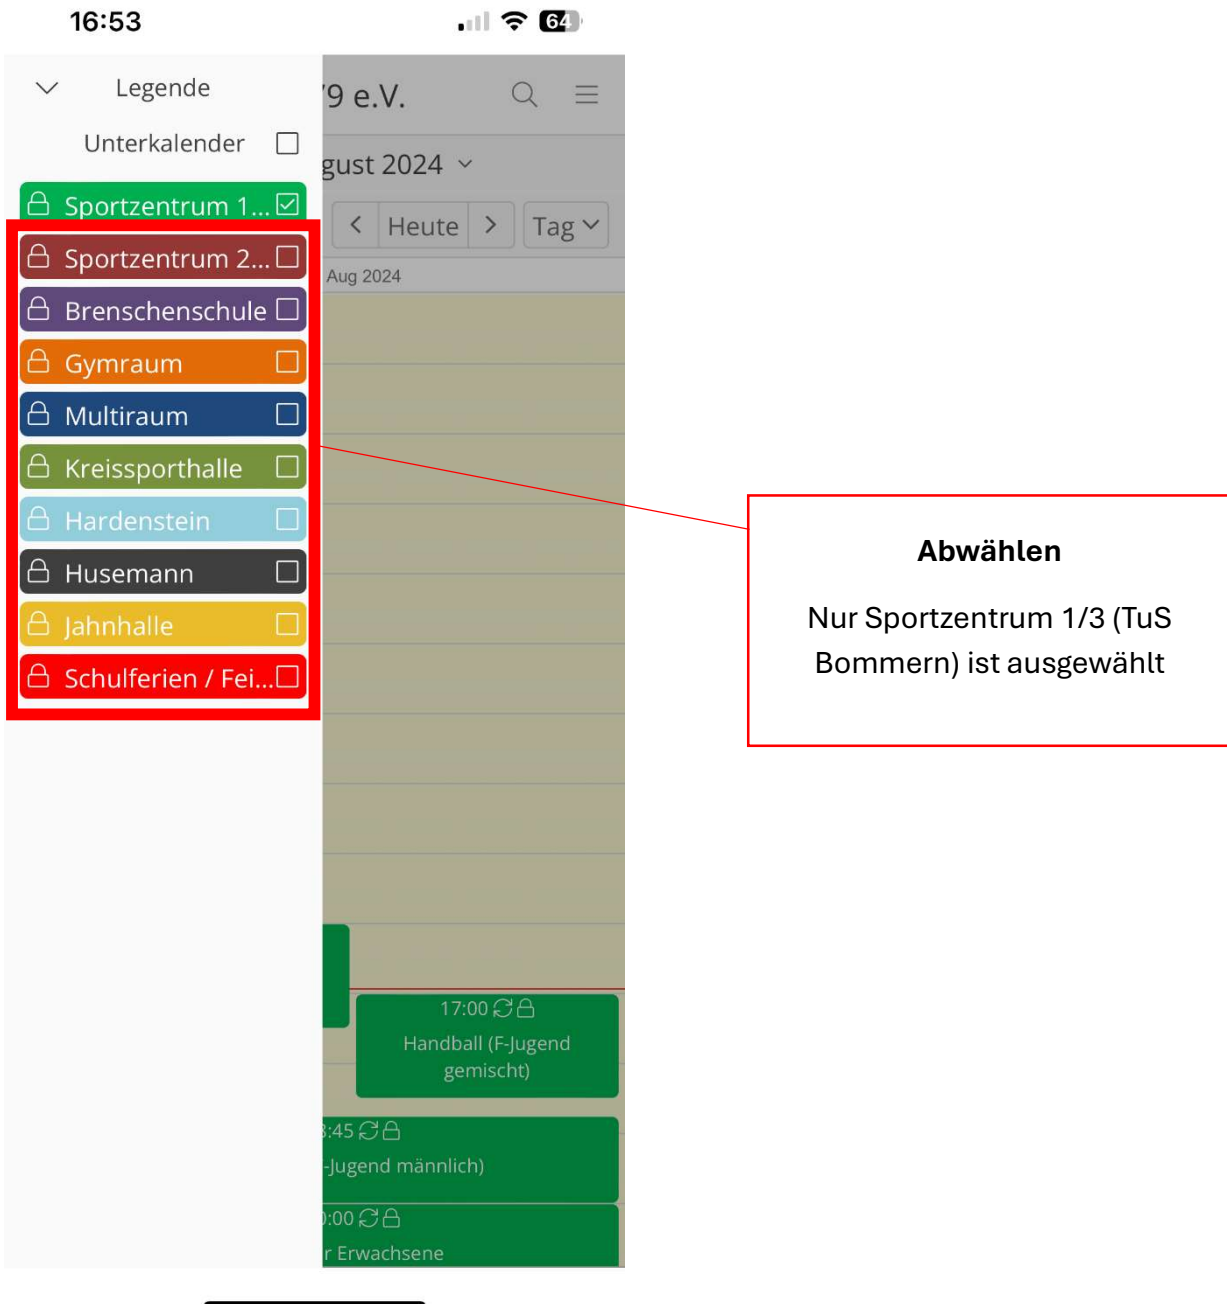 16:53
64
Legende
Unterkalender
Sportzentrum 1...
Sportzentrum 2...
Brenschenschule
Gymraum
Multiraum
Kreissporthalle
Hardenstein
Husemann
Jahnhalle
Schulferien / Fei...
9 e.V.
gust 2024
Heute
Tag
Aug 2024
17:00
Handball (F-Jugend
gemischt)
:45
-Jugend männlich)
:00
r Erwachsene
Abwählen
Nur Sportzentrum 1/3 (TuS
Bommern) ist ausgewählt